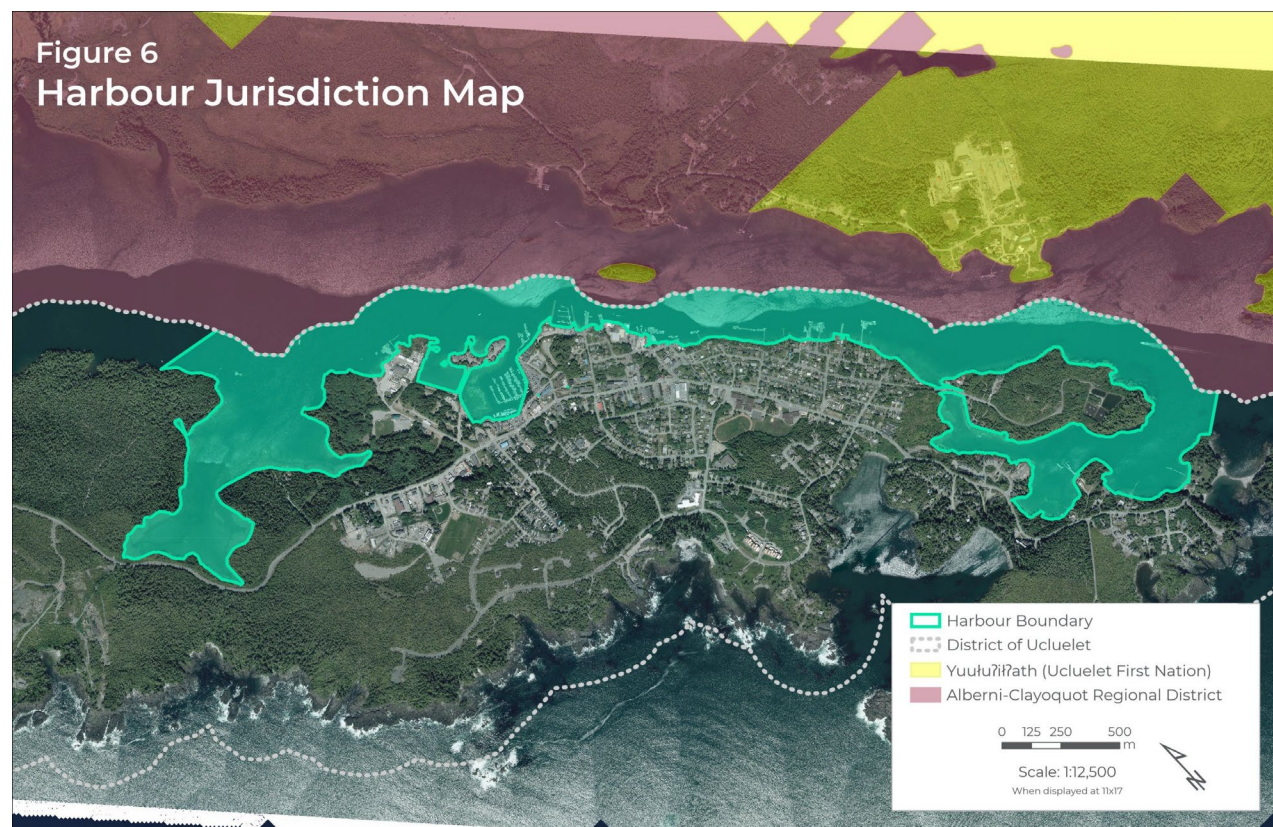 Figure 6
Harbour Jurisdiction Map
Harbour Boundary
District of Ucluelet
Yuułuʔiłʔatḥ (Ucluelet First Nation)
Alberni-Clayoquot Regional District
0 125 250 500
m
Scale: 1:12,500
When displayed at 11x17
N